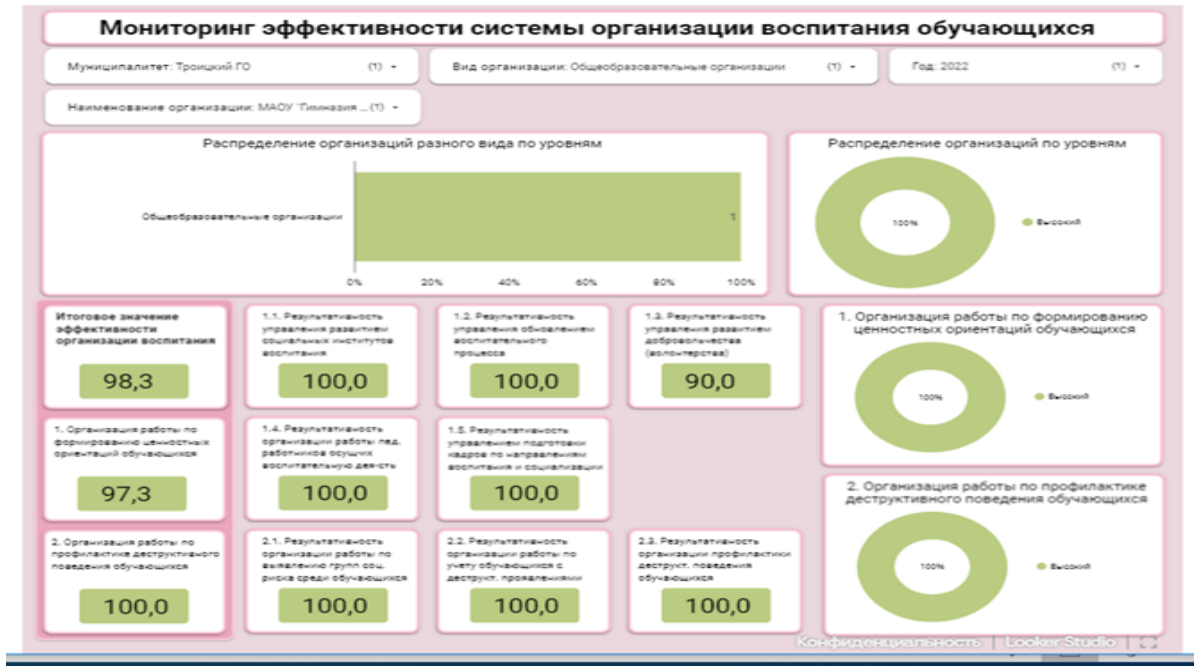 Мониторинг эффективности системы организации воспитания обучающихся
Муниципалитет: Троицкий ГО (1)
Вид организации: Общеобразовательные организации (1)
Год: 2022 (1)
Наименование организации: МАОУ "Гимназия ... (1)
Распределение организаций разного вида по уровням
Общеобразовательные организации
1
0% 20% 40% 60% 80% 100%
Распределение организаций по уровням
100%
Высокий
Итоговое значение
эффективности
организации воспитания
98,3
1.1. Результативность
управления развитием
социальных институтов
воспитания
100,0
1.2. Результативность
управления обновлением
воспитательного
процесса
100,0
1.3. Результативность
управления развитием
добровольчества
(волонтерства)
90,0
1. Организация работы по формированию
ценностных ориентаций обучающихся
100%
Высокий
1. Организация работы по
формированию ценностных
ориентаций обучающихся
97,3
1.4. Результативность
организации работы пед.
работников осущ-их
воспитательную дея-сть
100,0
1.5. Результативность
управлением подготовки
кадров по направлениям
воспитания и социализации
100,0
2. Организация работы по профилактике
деструктивного поведения обучающихся
100%
Высокий
2. Организация работы по
профилактике деструктивного
поведения обучающихся
100,0
2.1. Результативность
организации работы по
выявлению групп соц.
риска среди обучающихся
100,0
2.2. Результативность
организации работы по
учету обучающихся с
деструкт. проявлениями
100,0
2.3. Результативность
организации профилактики
деструкт. поведения
обучающихся
100,0
Конфиденциальность | Looker Studio